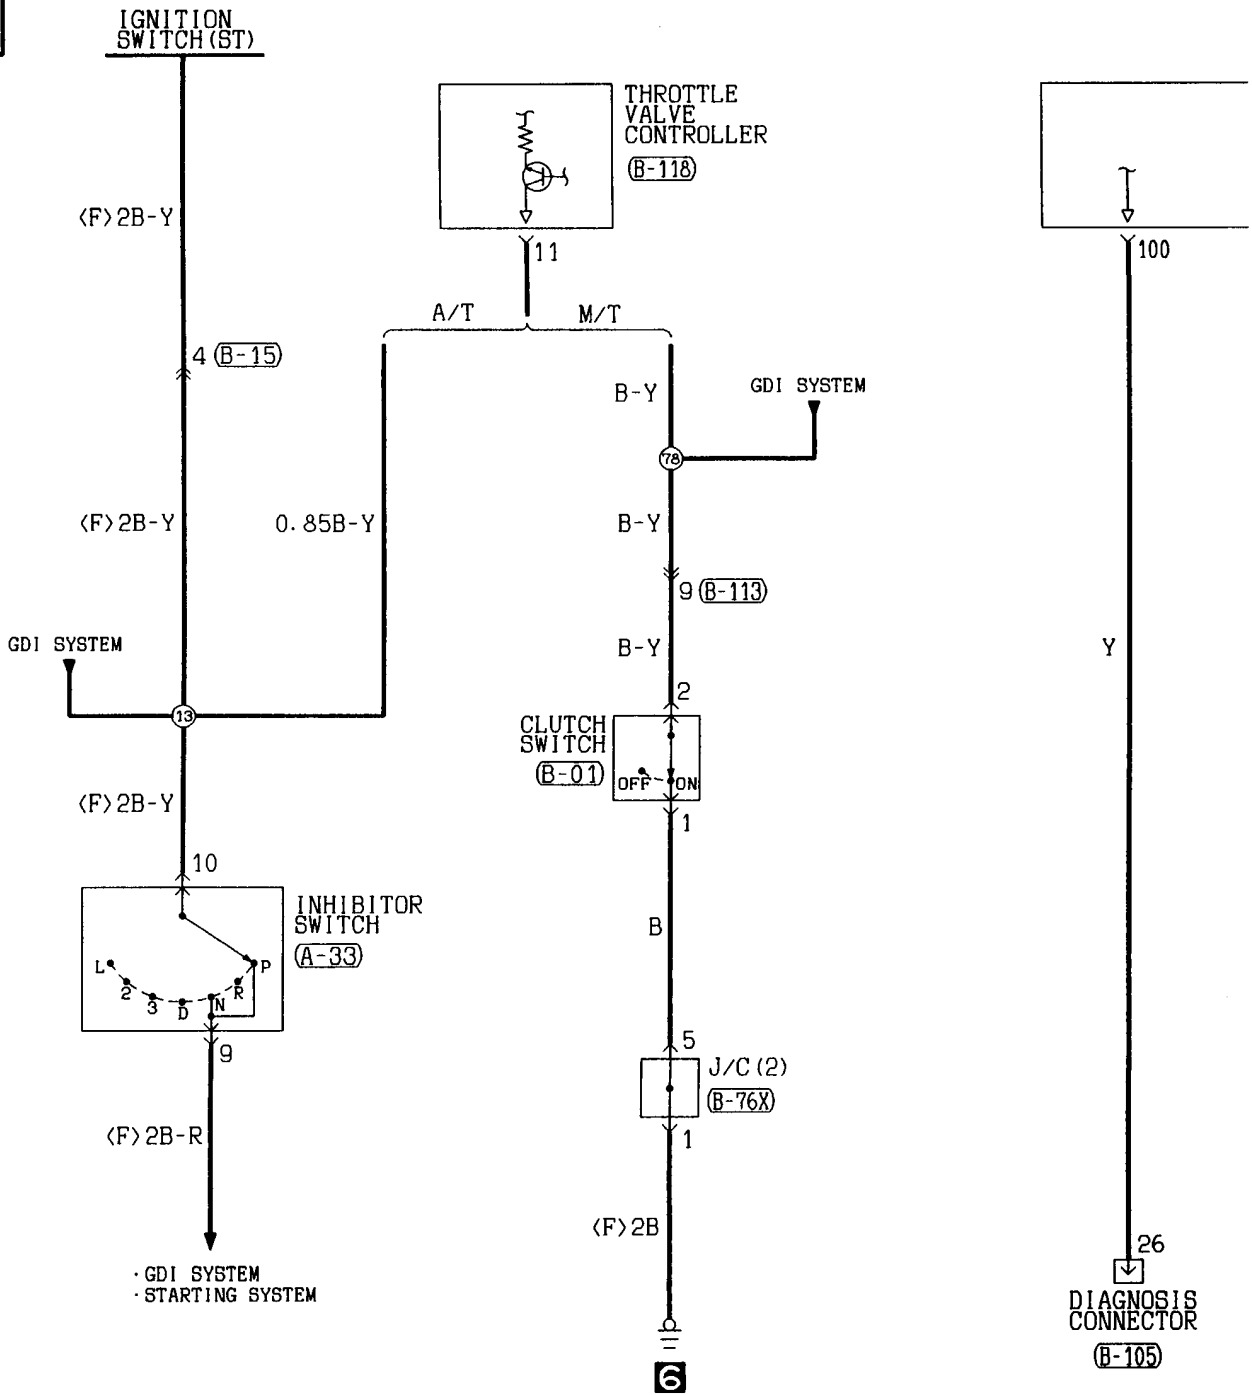 IGNITION
SWITCH(ST)
THROTTLE
VALVE
CONTROLLER
(B-118)
<F>2B-Y
11
100
A/T
M/T
4 (B-15)
B-Y
GDI SYSTEM
78
<F>2B-Y
0.85B-Y
B-Y
9 (B-113)
GDI SYSTEM
B-Y
Y
2
13
CLUTCH
SWITCH
(B-01)
OFF
ON
<F>2B-Y
1
10
INHIBITOR
SWITCH
(A-33)
B
L
P
2
R
3
D
N
9
5
J/C(2)
(B-76X)
<F>2B-R
1
<F>2B
26
·GDI SYSTEM
·STARTING SYSTEM
DIAGNOSIS
CONNECTOR
(B-105)
6